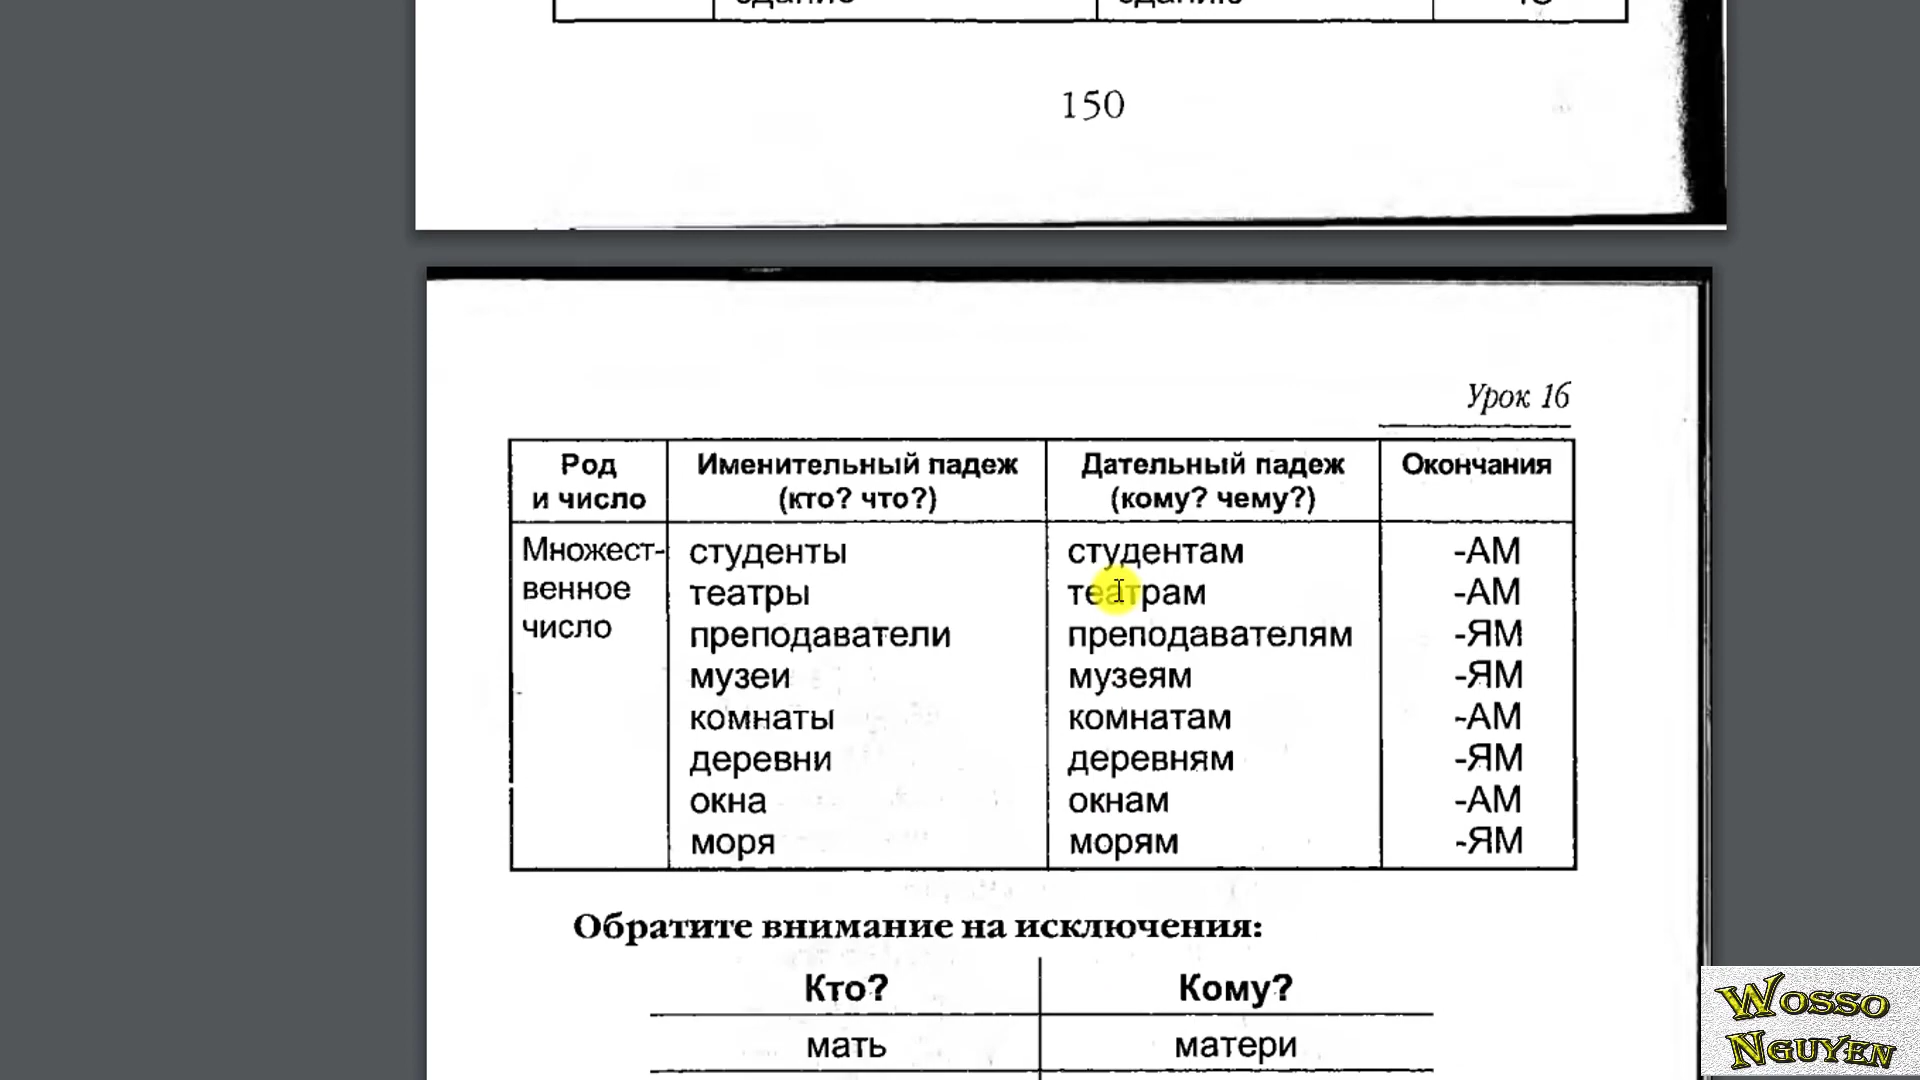 зданию -Ю
150
Урок 16
Род и число Именительный падеж (кто? что?) Дательный падеж (кому? чему?) Окончания
Множественное число
студенты студентам -АМ
театры театрам -АМ
преподаватели преподавателям -ЯМ
музеи музеям -ЯМ
комнаты комнатам -АМ
деревни деревням -ЯМ
окна окнам -АМ
моря морям -ЯМ
Обратите внимание на исключения:
Кто? Кому?
мать матери
Wosso
Nguyen